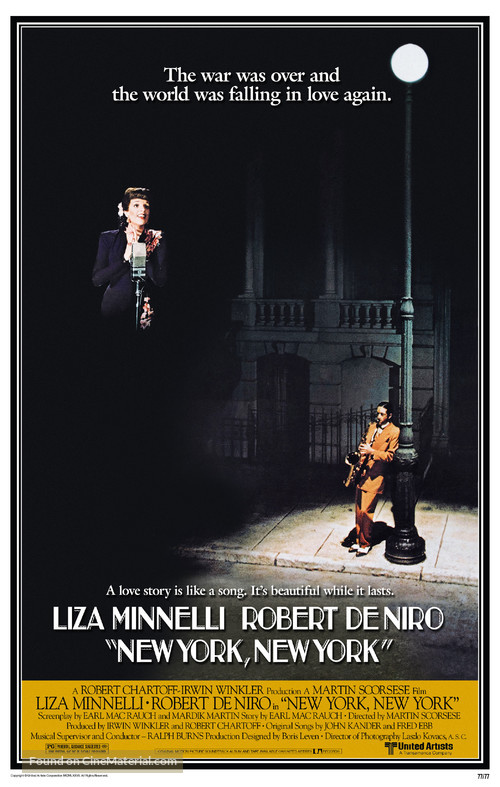 The war was over and
the world was falling in love again.
A love story is like a song. It's beautiful while it lasts.
LIZA MINNELLI ROBERT DE NIRO
"NEW YORK, NEW YORK"
A ROBERT CHARTOFF-IRWIN WINKLER Production A MARTIN SCORSESE Film
LIZA MINNELLI · ROBERT DE NIRO in "NEW YORK, NEW YORK"
Screenplay by EARL MAC RAUCH and MARDIK MARTIN Story by EARL MAC RAUCH · Directed by MARTIN SCORSESE
Produced by IRWIN WINKLER and ROBERT CHARTOFF · Original Songs by JOHN KANDER and FRED EBB
Musical Supervisor and Conductor – RALPH BURNS Production Designed by Boris Leven · Director of Photography Laszlo Kovacs, A. S. C.
PG PARENTAL GUIDANCE SUGGESTED
United Artists
A Transamerica Company
Found on CineMaterial.com
77/77